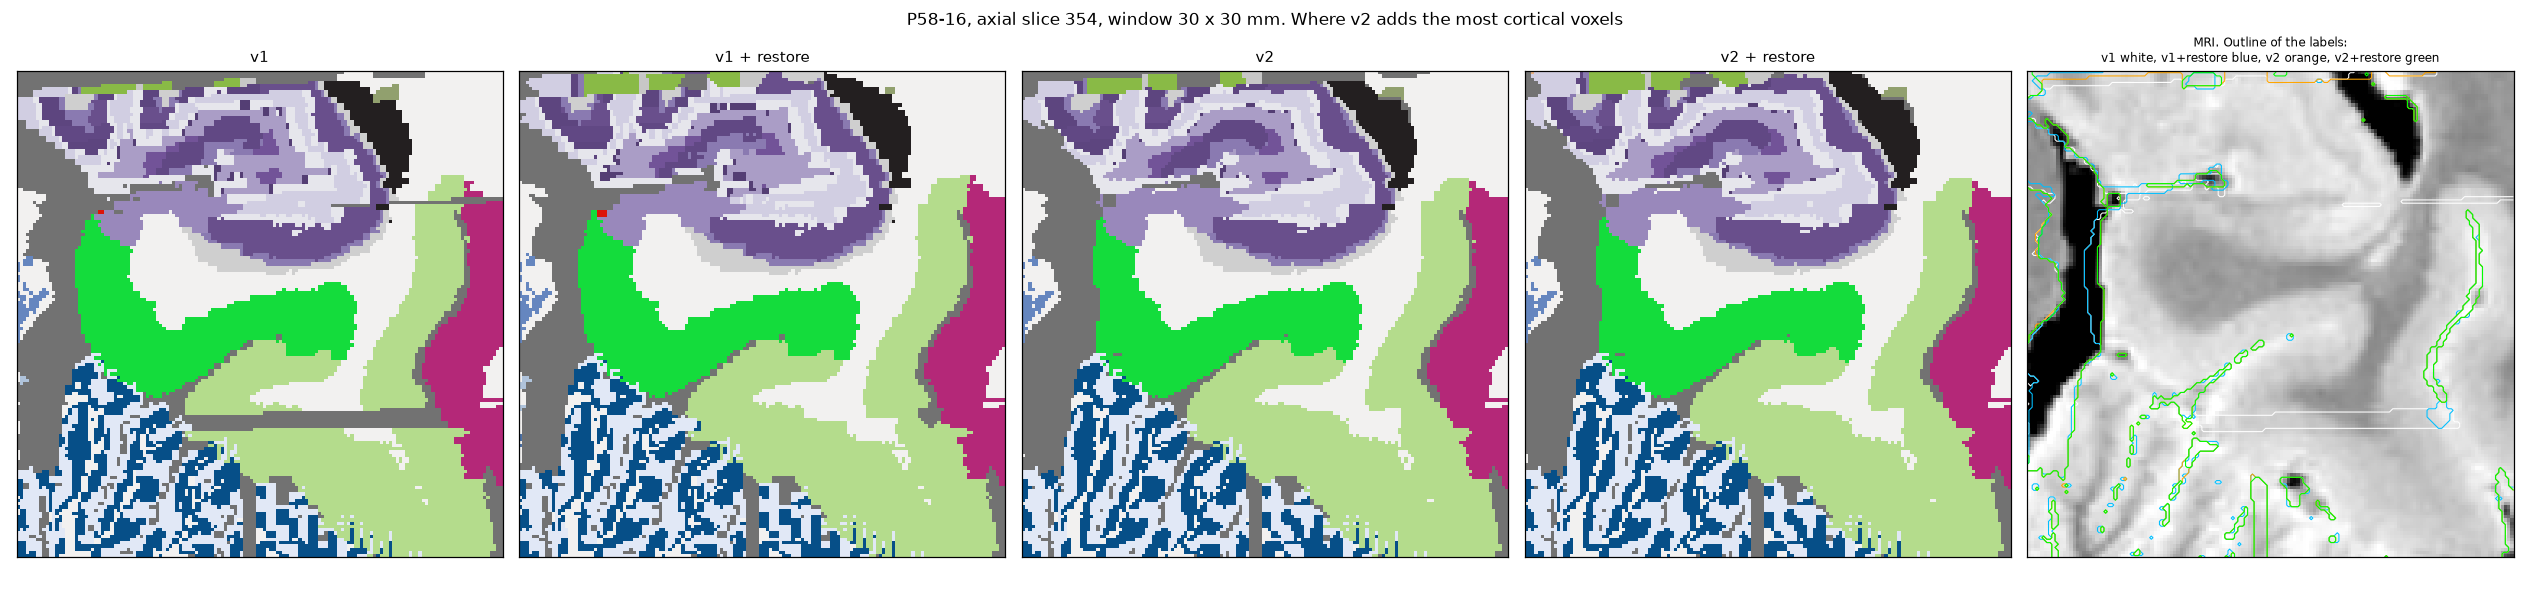 P58-16, axial slice 354, window 30 x 30 mm. Where v2 adds the most cortical voxels
v1
v1 + restore
v2
v2 + restore
MRI. Outline of the labels:
v1 white, v1+restore blue, v2 orange, v2+restore green